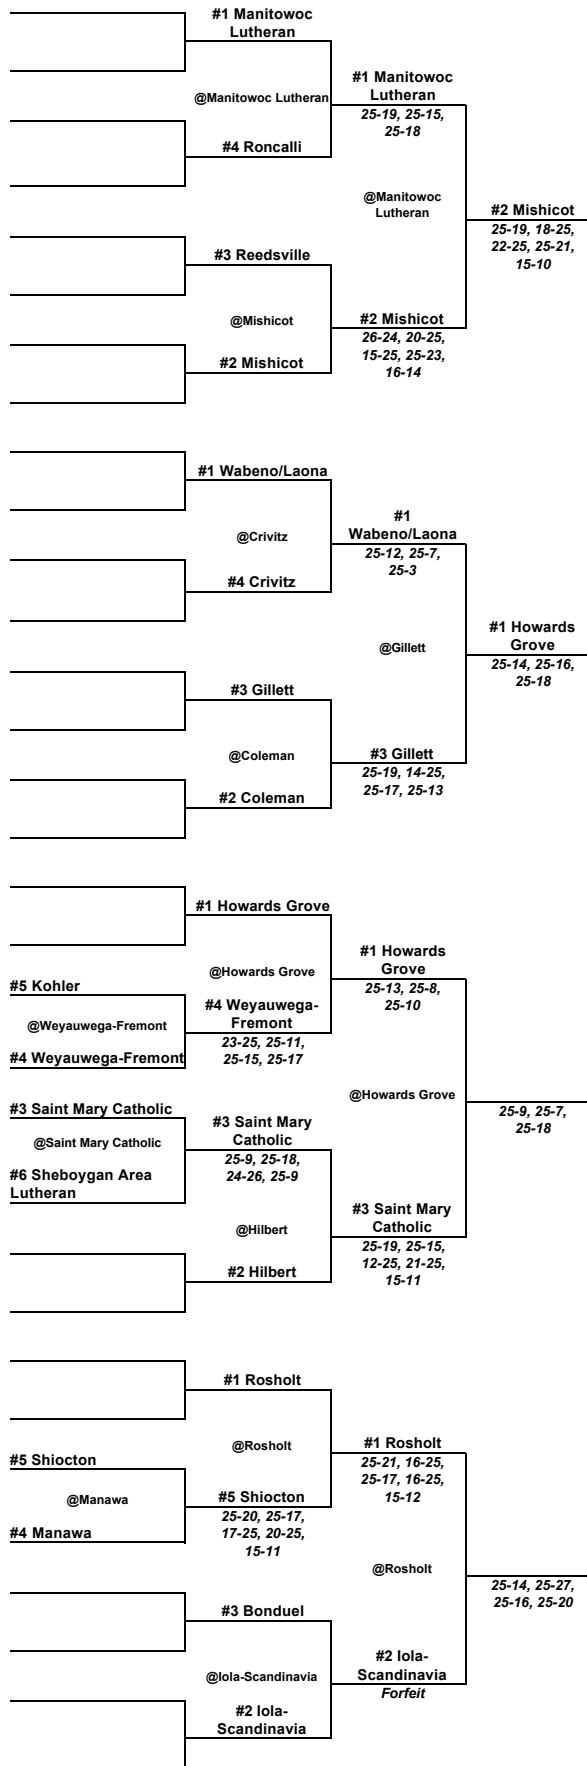 #1 Manitowoc
Lutheran
@Manitowoc Lutheran
#1 Manitowoc
Lutheran
25-19, 25-15,
25-18
#4 Roncalli
@Manitowoc
Lutheran
#2 Mishicot
25-19, 18-25,
22-25, 25-21,
15-10
#3 Reedsville
@Mishicot
#2 Mishicot
26-24, 20-25,
15-25, 25-23,
16-14
#2 Mishicot
#1 Wabeno/Laona
@Crivitz
#1
Wabeno/Laona
25-12, 25-7,
25-3
#4 Crivitz
@Gillett
#1 Howards
Grove
25-14, 25-16,
25-18
#3 Gillett
@Coleman
#3 Gillett
25-19, 14-25,
25-17, 25-13
#2 Coleman
#1 Howards Grove
@Howards Grove
#1 Howards
Grove
25-13, 25-8,
25-10
#5 Kohler
@Weyauwega-Fremont
#4 Weyauwega-Fremont
#4 Weyauwega-
Fremont
23-25, 25-11,
25-15, 25-17
@Howards Grove
25-9, 25-7,
25-18
#3 Saint Mary Catholic
@Saint Mary Catholic
#6 Sheboygan Area
Lutheran
#3 Saint Mary
Catholic
25-9, 25-18,
24-26, 25-9
@Hilbert
#3 Saint Mary
Catholic
25-19, 25-15,
12-25, 21-25,
15-11
#2 Hilbert
#1 Rosholt
@Rosholt
#1 Rosholt
25-21, 16-25,
25-17, 16-25,
15-12
#5 Shiocton
@Manawa
#4 Manawa
#5 Shiocton
25-20, 25-17,
17-25, 20-25,
15-11
@Rosholt
25-14, 25-27,
25-16, 25-20
#3 Bonduel
@Iola-Scandinavia
#2 Iola-
Scandinavia
Forfeit
#2 Iola-
Scandinavia